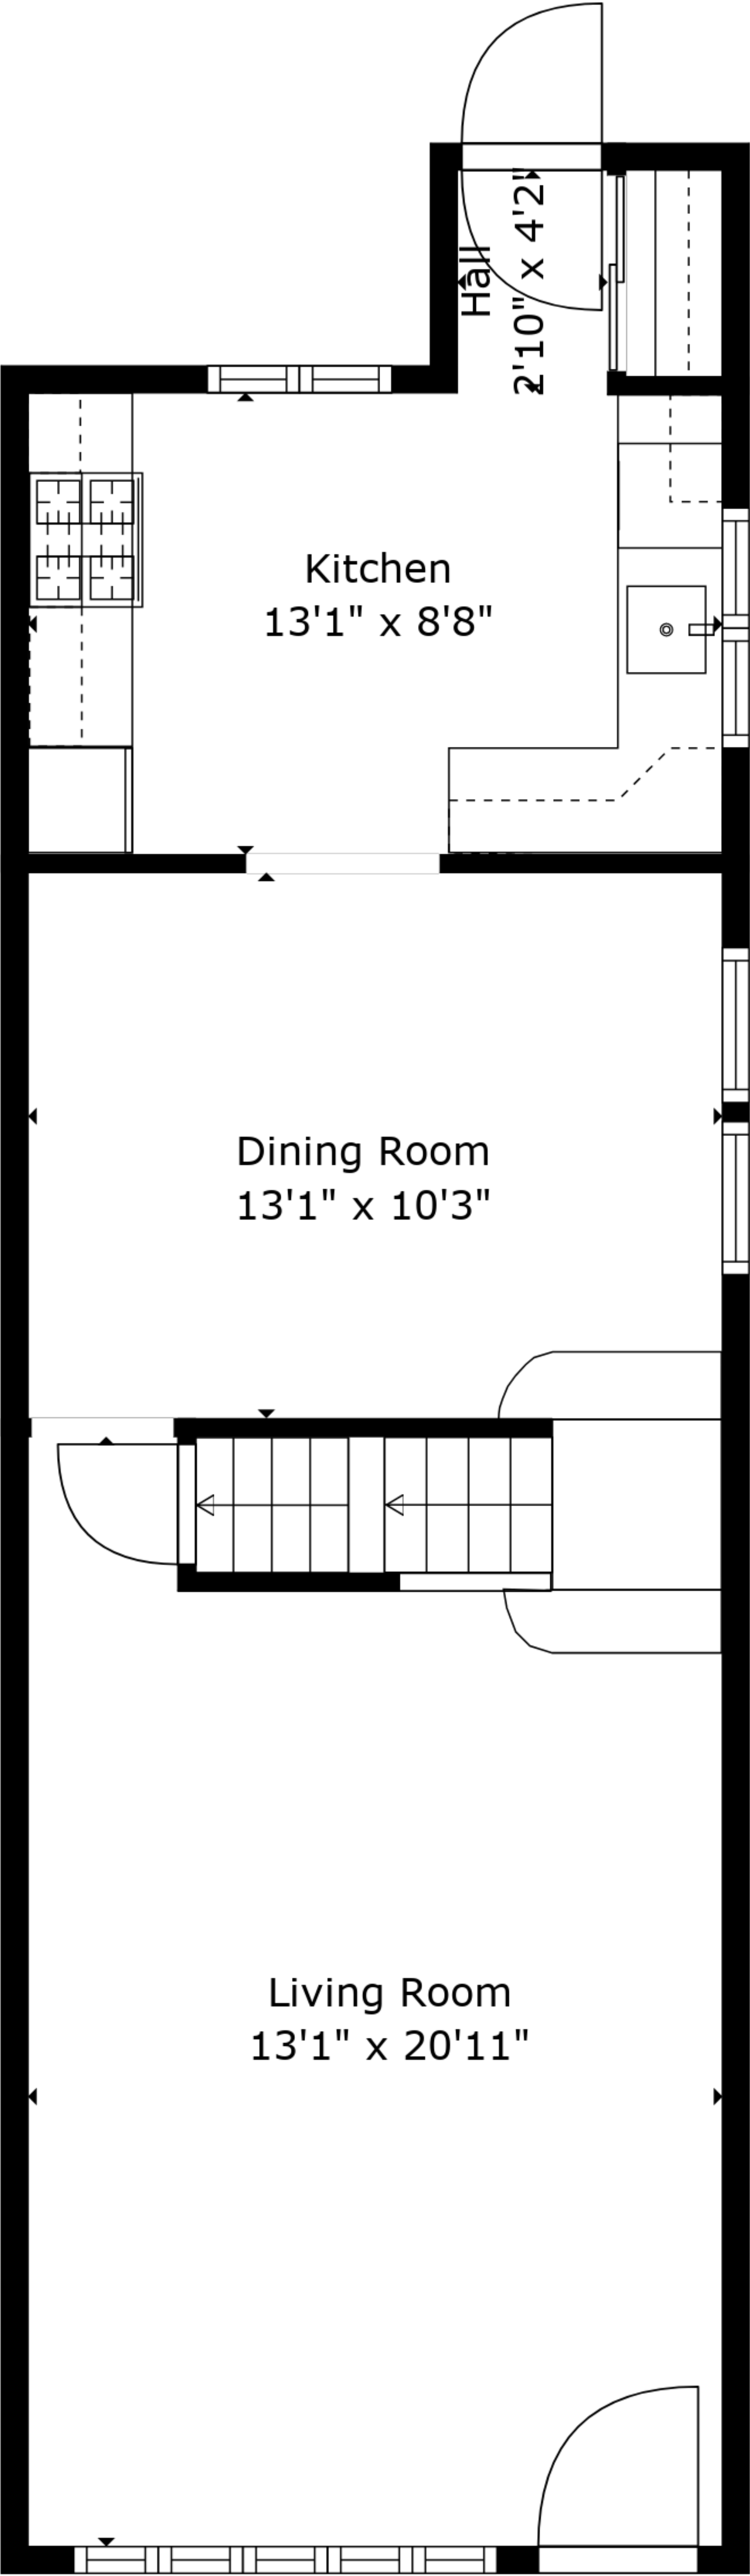 Hall
2'10" x 4'2"
Kitchen
13'1" x 8'8"
Dining Room
13'1" x 10'3"
Living Room
13'1" x 20'11"